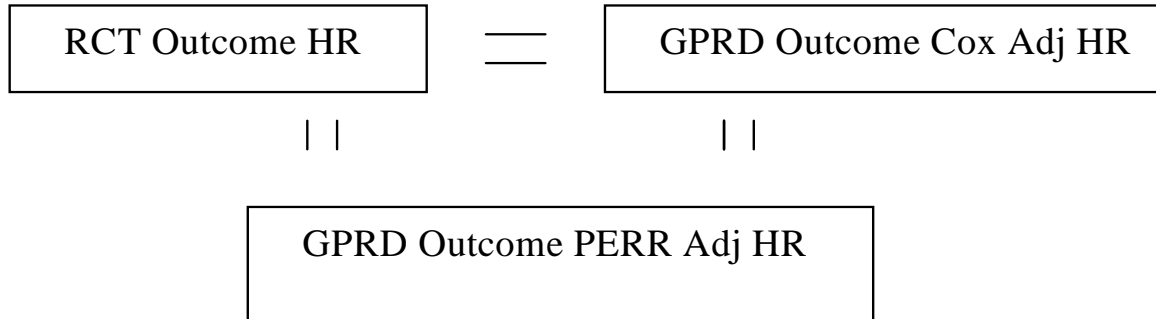 RCT Outcome HR
GPRD Outcome Cox Adj HR
GPRD Outcome PERR Adj HR